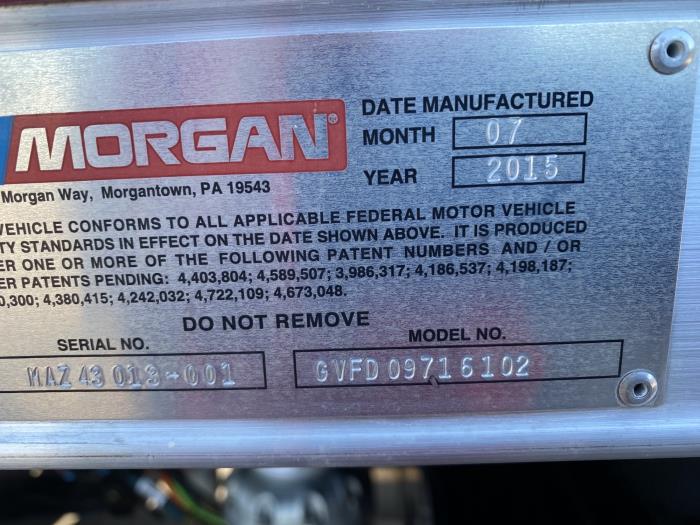 MORGAN®
DATE MANUFACTURED
MONTH 07
YEAR 2015
Morgan Way, Morgantown, PA 19543
VEHICLE CONFORMS TO ALL APPLICABLE FEDERAL MOTOR VEHICLE
TY STANDARDS IN EFFECT ON THE DATE SHOWN ABOVE. IT IS PRODUCED
ER ONE OR MORE OF THE FOLLOWING PATENT NUMBERS AND / OR
ER PATENTS PENDING: 4,403,804; 4,589,507; 3,986,317; 4,186,537; 4,198,187;
0,300; 4,380,415; 4,242,032; 4,722,109; 4,673,048.
DO NOT REMOVE
SERIAL NO.
MAZ 43 013-001
MODEL NO.
GVFD 09716102